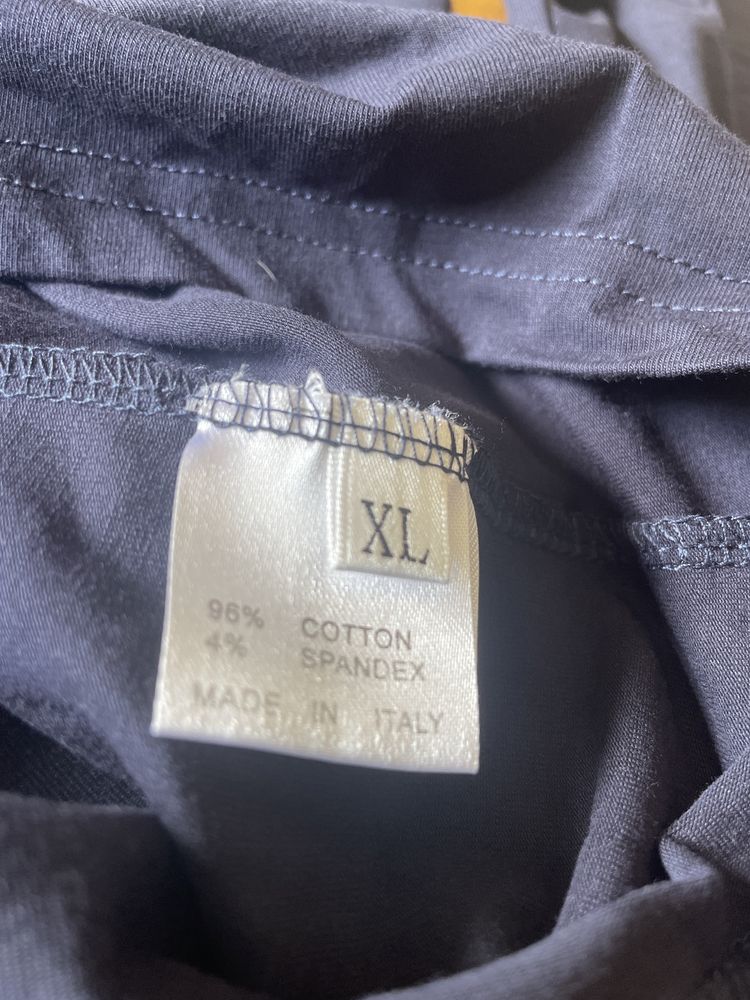 XL
96% COTTON
4% SPANDEX
MADE IN ITALY